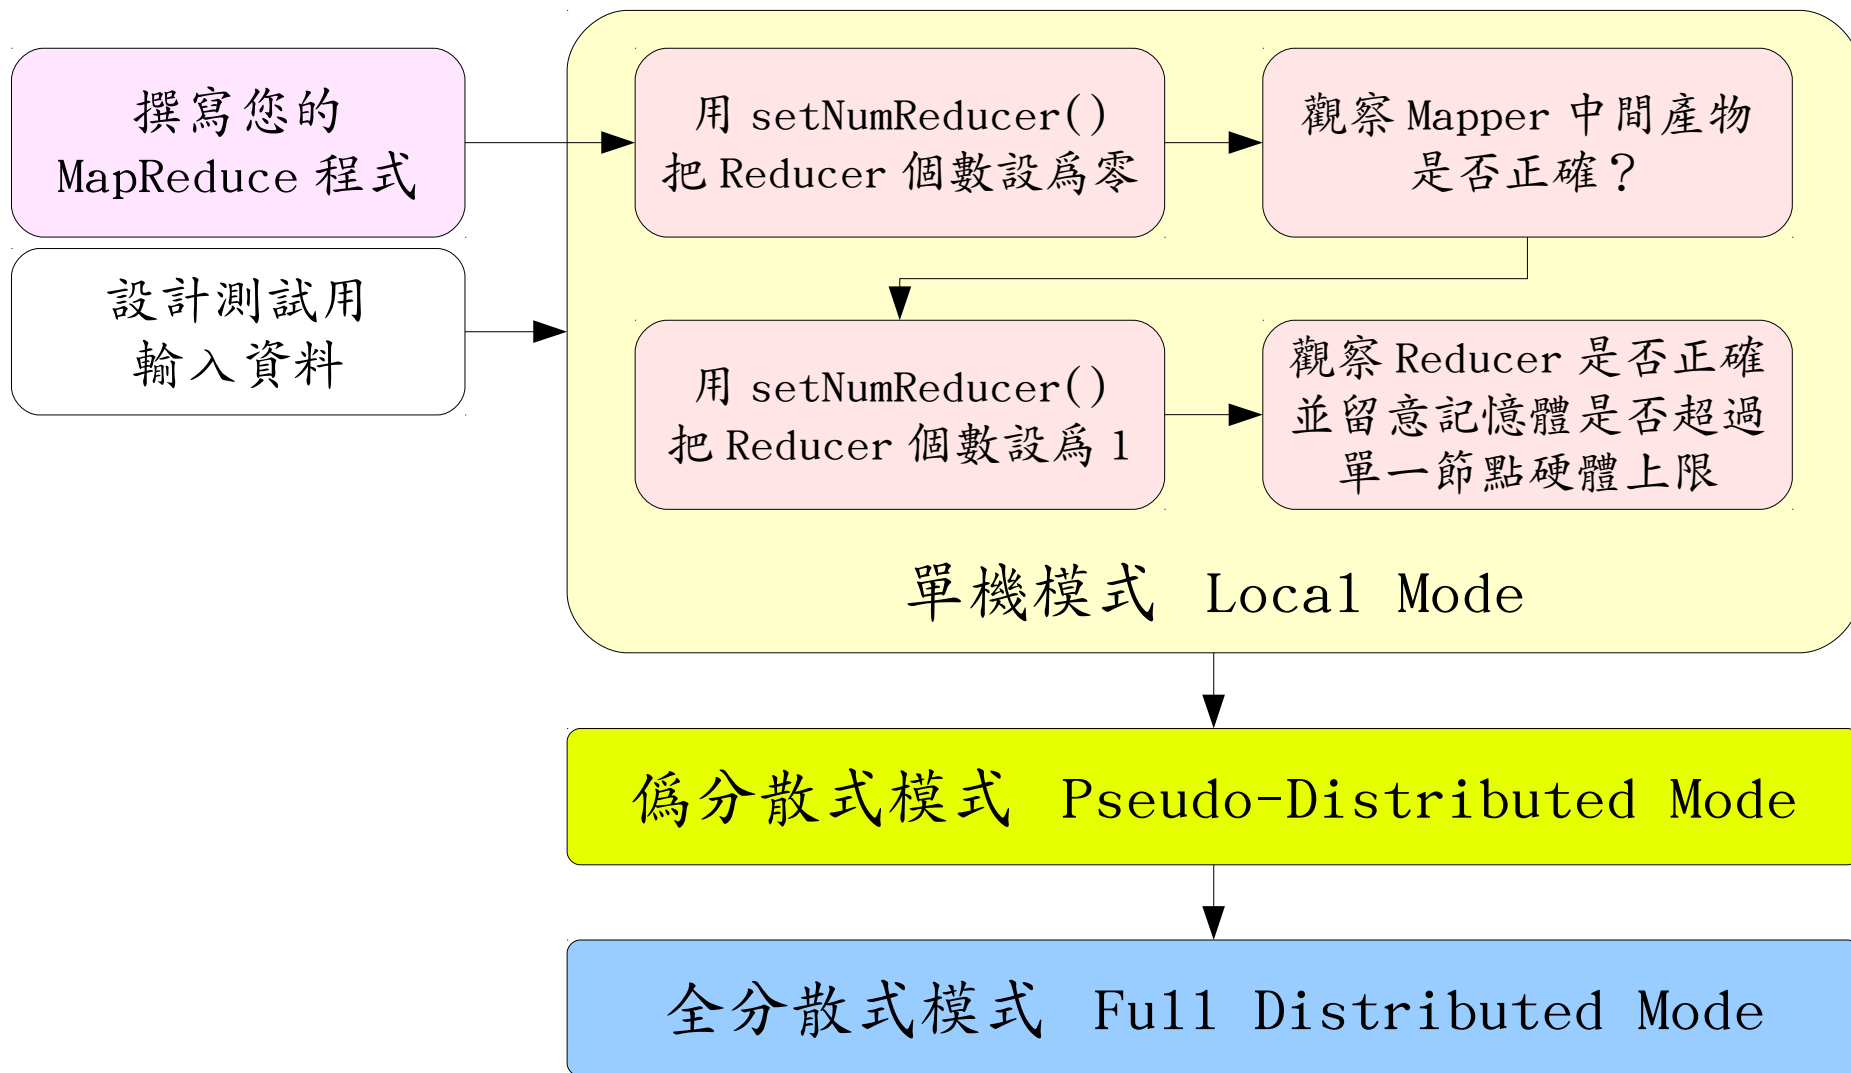 撰寫您的
MapReduce 程式
設計測試用
輸入資料
用 setNumReducer()
把 Reducer 個數設爲零
觀察 Mapper 中間產物
是否正確？
用 setNumReducer()
把 Reducer 個數設爲 1
觀察 Reducer 是否正確
並留意記憶體是否超過
單一節點硬體上限
單機模式 Local Mode
偽分散式模式 Pseudo-Distributed Mode
全分散式模式 Full Distributed Mode